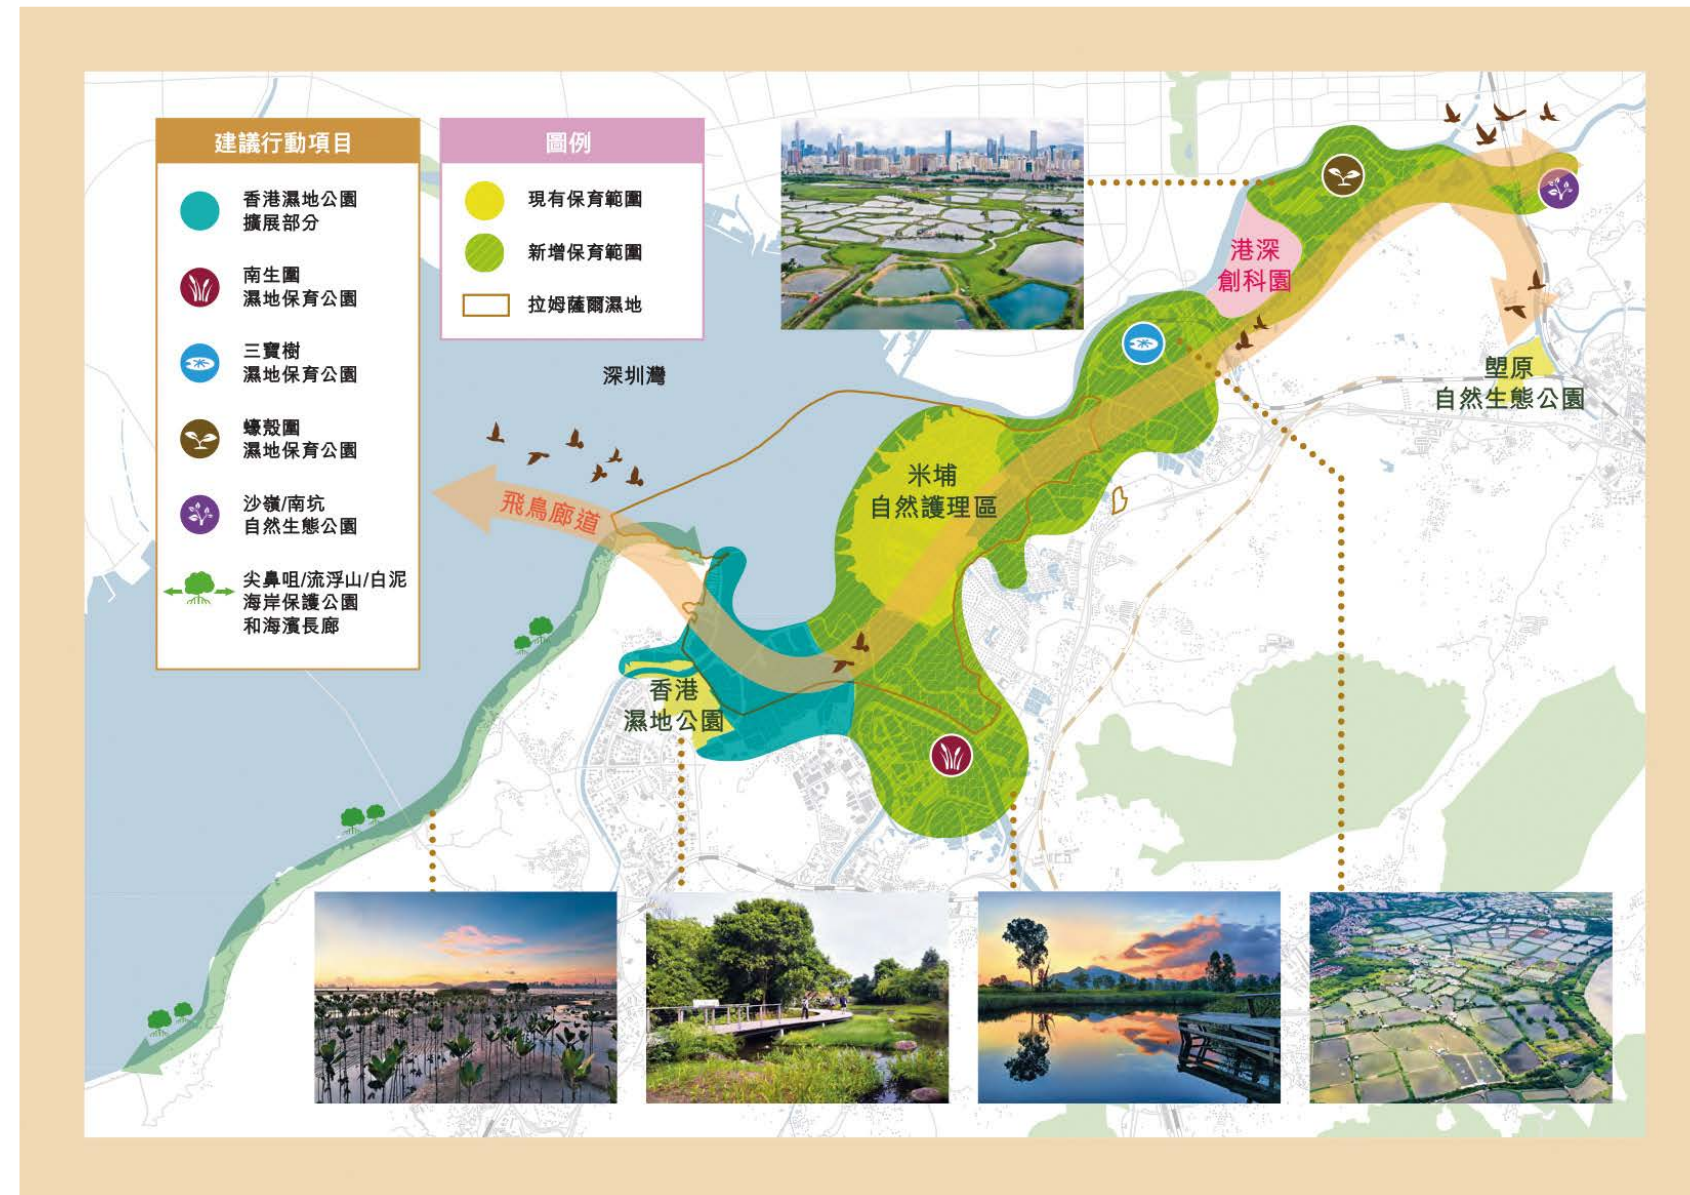 建議行動項目
香港濕地公園
擴展部分
南生圍
濕地保育公園
三寶樹
濕地保育公園
蠔殼圍
濕地保育公園
沙嶺/南坑
自然生態公園
尖鼻咀/流浮山/白泥
海岸保護公園
和海濱長廊
圖例
現有保育範圍
新增保育範圍
拉姆薩爾濕地
深圳灣
港深
創科園
塱原
自然生態公園
米埔
自然護理區
飛鳥廊道
香港
濕地公園